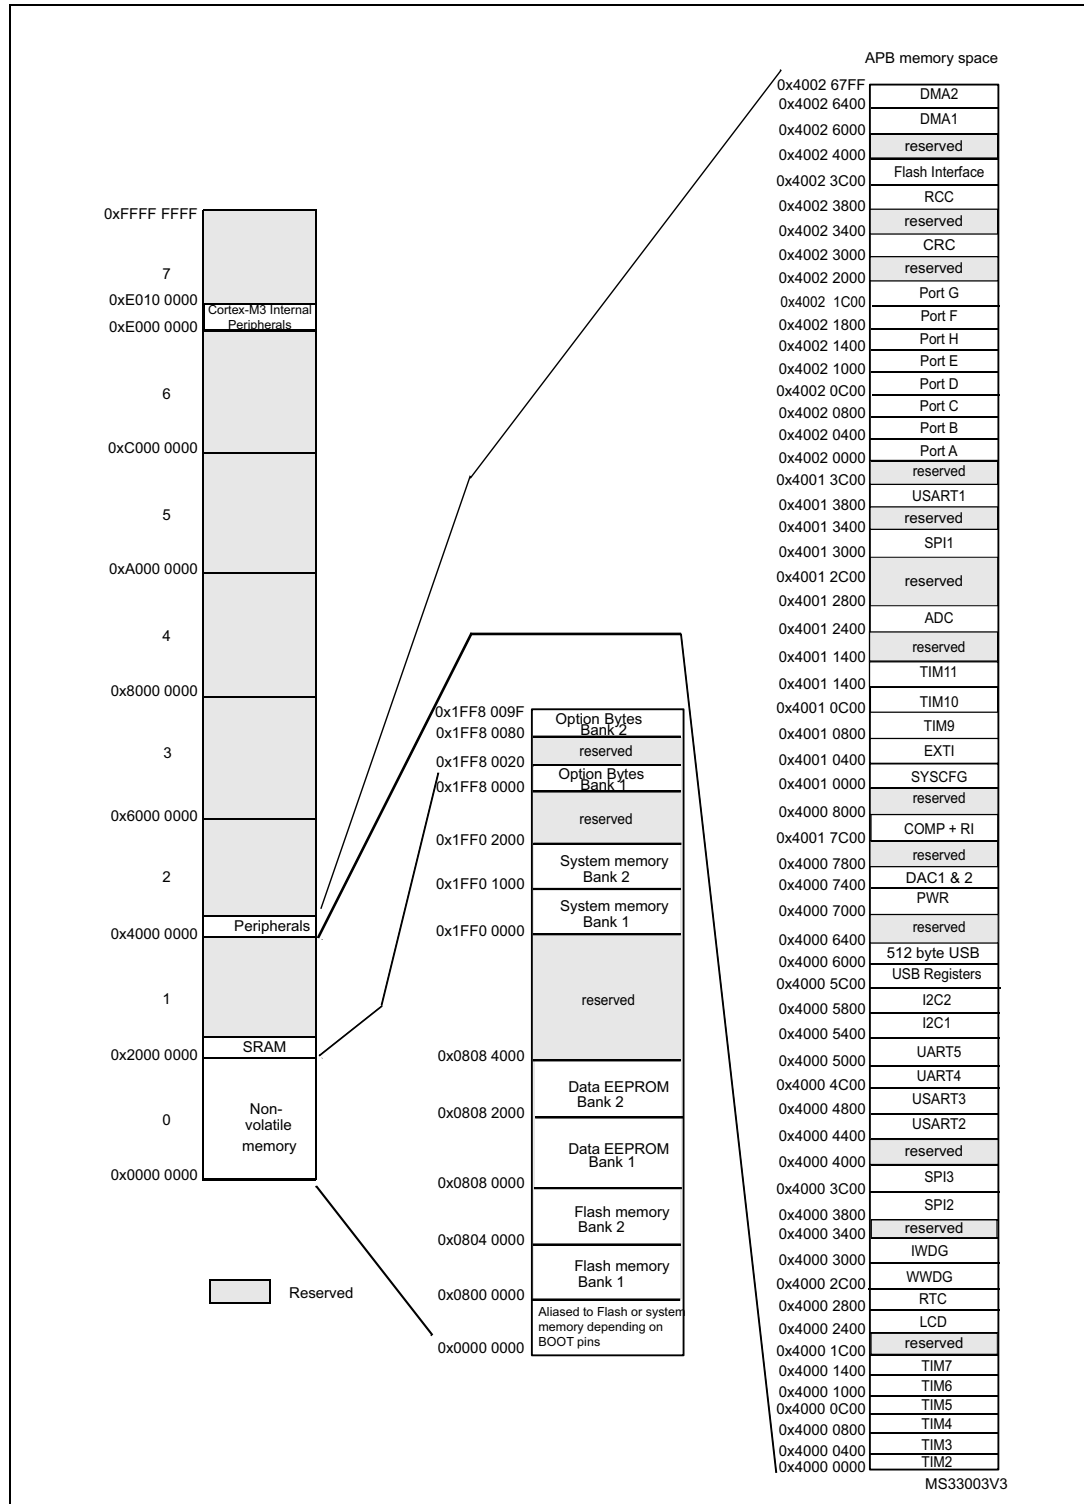 APB memory space
0xFFFF FFFF
7
0xE010 0000
Cortex-M3 Internal
Peripherals
0xE000 0000
6
0xC000 0000
5
0xA000 0000
4
0x8000 0000
3
0x6000 0000
2
Peripherals
0x4000 0000
1
SRAM
0x2000 0000
0
Non-
volatile
memory
0x0000 0000
Reserved
0x1FF8 009F
Option Bytes
Bank 2
0x1FF8 0080
reserved
0x1FF8 0020
Option Bytes
Bank 1
0x1FF8 0000
reserved
0x1FF0 2000
System memory
Bank 2
0x1FF0 1000
System memory
Bank 1
0x1FF0 0000
reserved
0x0808 4000
Data EEPROM
Bank 2
0x0808 2000
Data EEPROM
Bank 1
0x0808 0000
Flash memory
Bank 2
0x0804 0000
Flash memory
Bank 1
0x0800 0000
Aliased to Flash or system
memory depending on
BOOT pins
0x0000 0000
0x4002 67FF
DMA2
0x4002 6400
DMA1
0x4002 6000
reserved
0x4002 4000
Flash Interface
0x4002 3C00
RCC
0x4002 3800
reserved
0x4002 3400
CRC
0x4002 3000
reserved
0x4002 2000
Port G
0x4002 1C00
Port F
0x4002 1800
Port H
0x4002 1400
Port E
0x4002 1000
Port D
0x4002 0C00
Port C
0x4002 0800
Port B
0x4002 0400
Port A
0x4002 0000
reserved
0x4001 3C00
USART1
0x4001 3800
reserved
0x4001 3400
SPI1
0x4001 3000
0x4001 2C00
reserved
0x4001 2800
ADC
0x4001 2400
reserved
0x4001 1400
TIM11
0x4001 1400
TIM10
0x4001 0C00
TIM9
0x4001 0800
EXTI
0x4001 0400
SYSCFG
0x4001 0000
reserved
0x4000 8000
COMP + RI
0x4001 7C00
reserved
0x4000 7800
DAC1 & 2
0x4000 7400
PWR
0x4000 7000
reserved
0x4000 6400
512 byte USB
0x4000 6000
USB Registers
0x4000 5C00
I2C2
0x4000 5800
I2C1
0x4000 5400
UART5
0x4000 5000
UART4
0x4000 4C00
USART3
0x4000 4800
USART2
0x4000 4400
reserved
0x4000 4000
SPI3
0x4000 3C00
SPI2
0x4000 3800
reserved
0x4000 3400
IWDG
0x4000 3000
WWDG
0x4000 2C00
RTC
0x4000 2800
LCD
0x4000 2400
reserved
0x4000 1C00
TIM7
0x4000 1400
TIM6
0x4000 1000
TIM5
0x4000 0C00
TIM4
0x4000 0800
TIM3
0x4000 0400
TIM2
0x4000 0000
MS33003V3